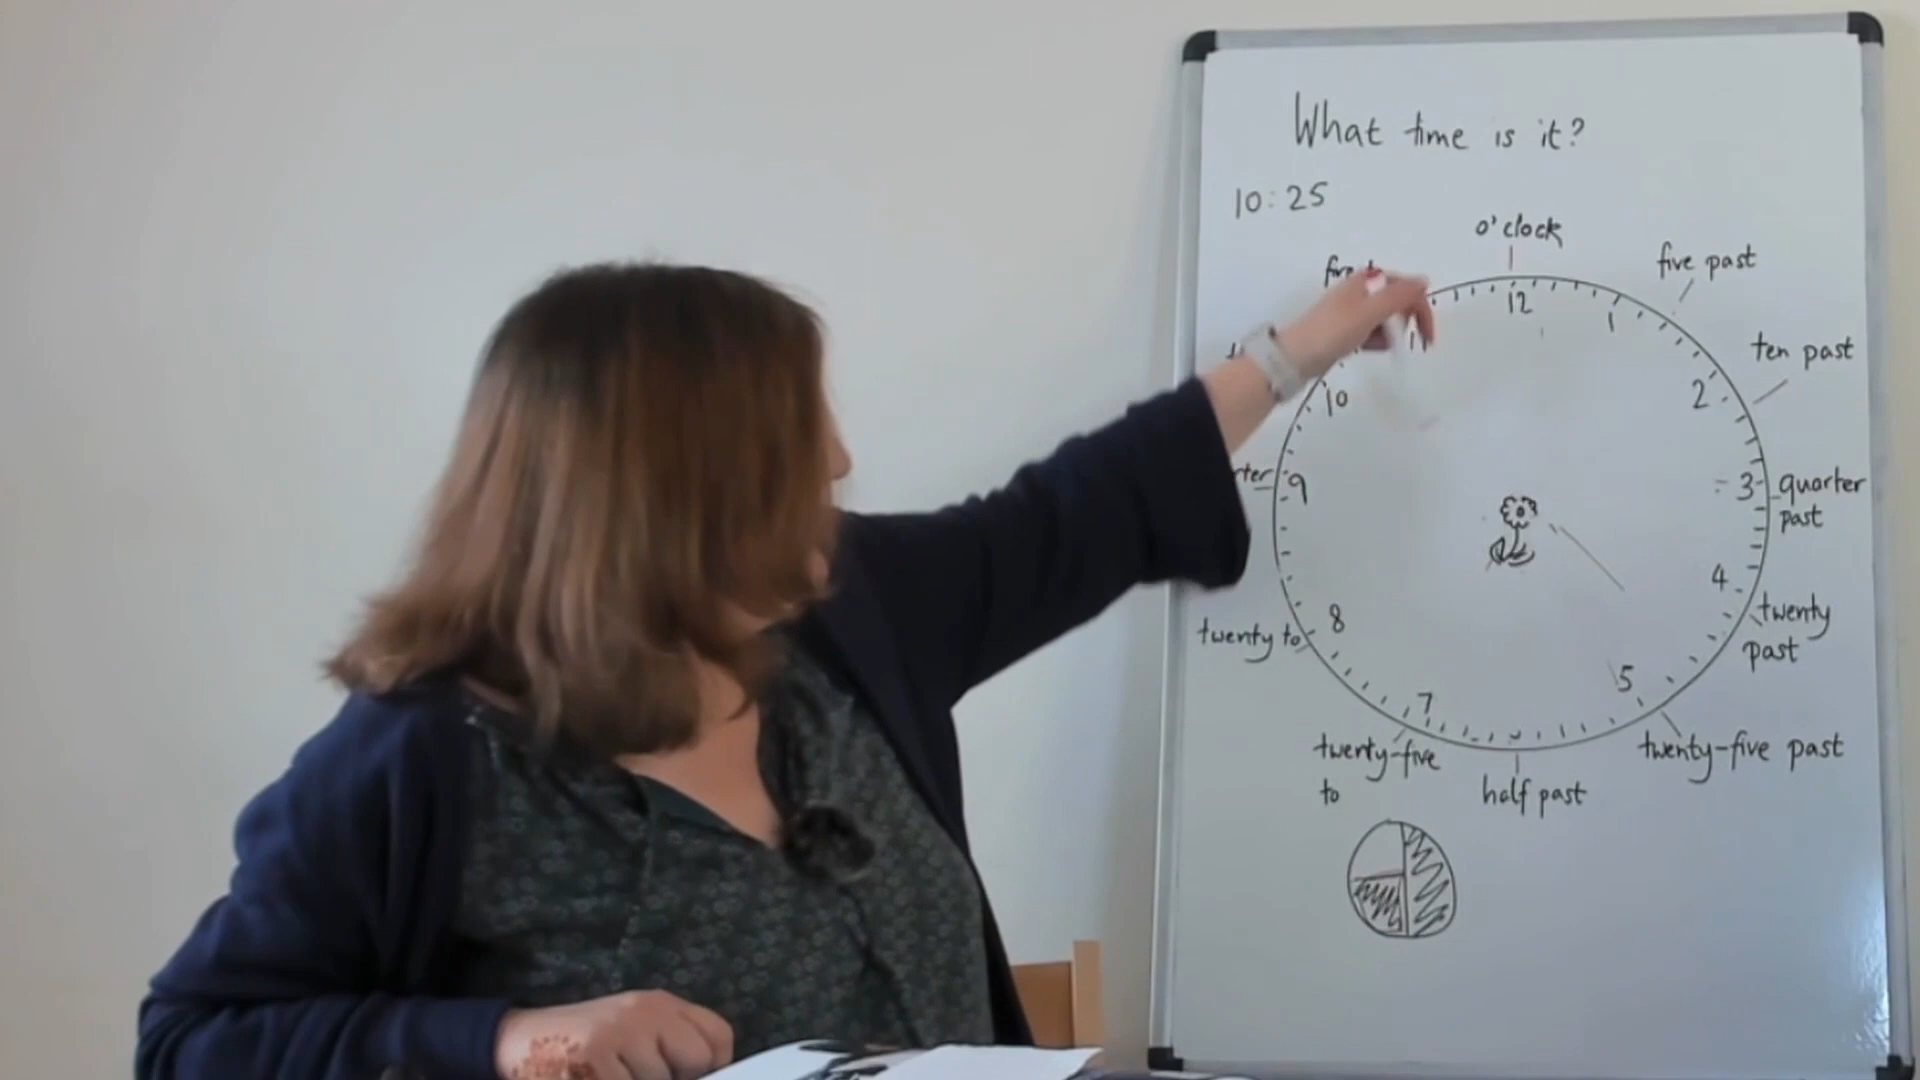 What time is it?
10:25
o'clock
five past
12
1
11
ten past
2
10
quarter
past
3
9
4
twenty
past
8
twenty to
5
7
twenty-five
to
twenty-five past
half past